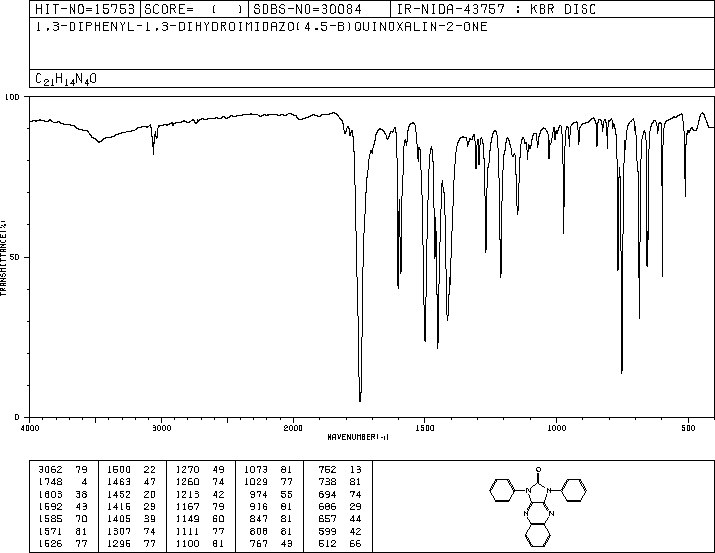 HIT-NO=15753 SCORE= ( ) SDBS-NO=30084 IR-NIDA-43757 : KBR DISC
1,3-DIPHENYL-1,3-DIHYDROIMIDAZO(4,5-B)QUINOXALIN-2-ONE
C21H14N4O
100
50
0
TRANSMITTANCE(%)
4000 3000 2000 1500 1000 500
WAVENUMBER(-1)
3062 79 1500 22 1270 49 1073 81 752 13
1748 4 1463 47 1260 74 1029 77 738 81
1603 38 1452 20 1213 42 974 55 694 74
1592 43 1416 29 1167 79 916 81 686 29
1585 70 1405 39 1149 60 847 81 657 44
1571 81 1307 74 1111 77 808 81 599 42
1526 77 1296 77 1100 81 767 43 512 66
O
N N
N N